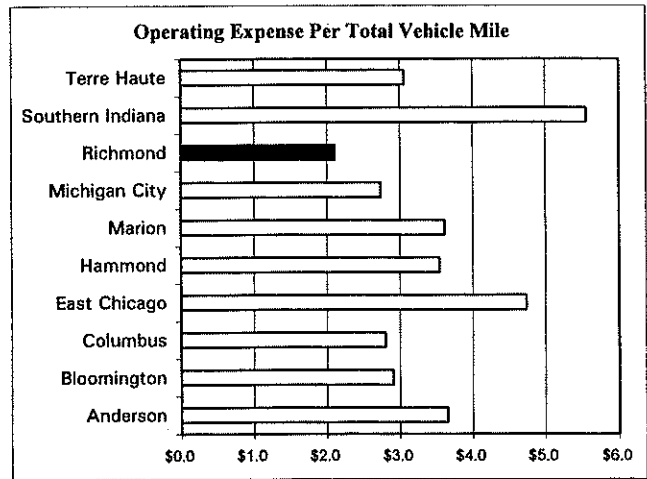 Operating Expense Per Total Vehicle Mile
Terre Haute
Southern Indiana
Richmond
Michigan City
Marion
Hammond
East Chicago
Columbus
Bloomington
Anderson
$0.0 $1.0 $2.0 $3.0 $4.0 $5.0 $6.0